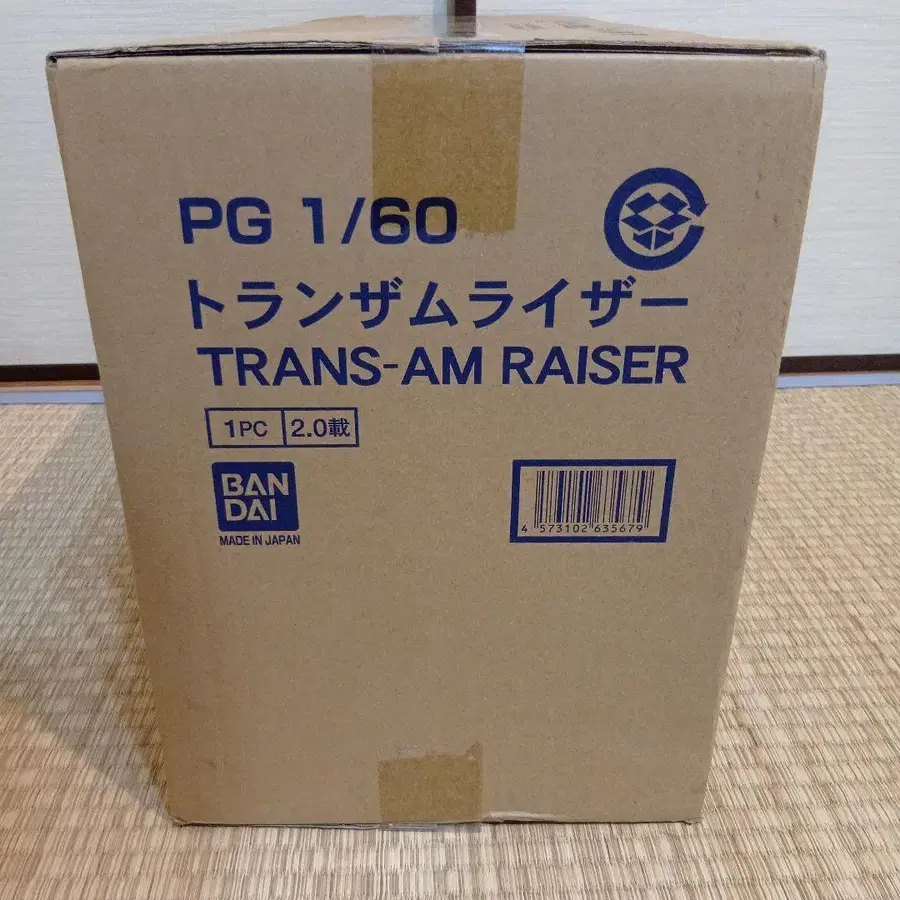 PG 1/60
トランザムライザー
TRANS-AM RAISER
1PC 2.0載
BAN
DAI
MADE IN JAPAN
4 573102 635679